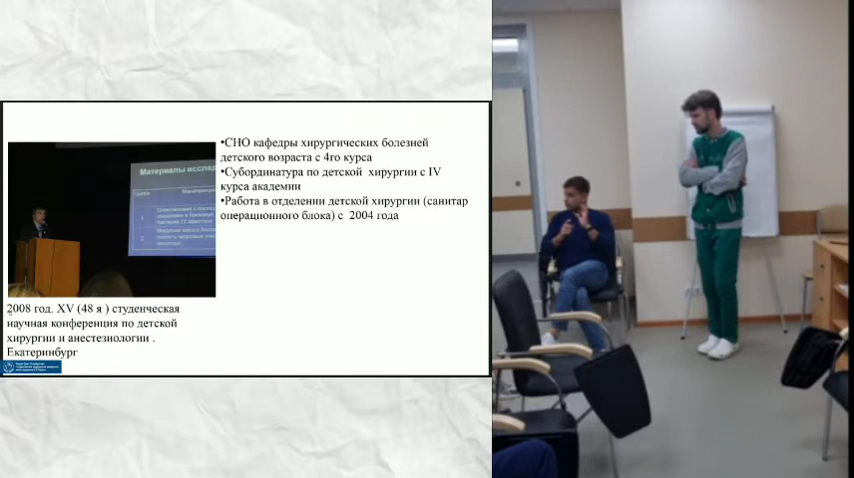 •СНО кафедры хирургических болезней
детского возраста с 4го курса
•Субординатура по детской хирургии с IV
курса академии
•Работа в отделении детской хирургии (санитар
операционного блока) с 2004 года
Материалы исслед
2008 год. XV (48 я ) студенческая
научная конференция по детской
хирургии и анестезиологии .
Екатеринбург